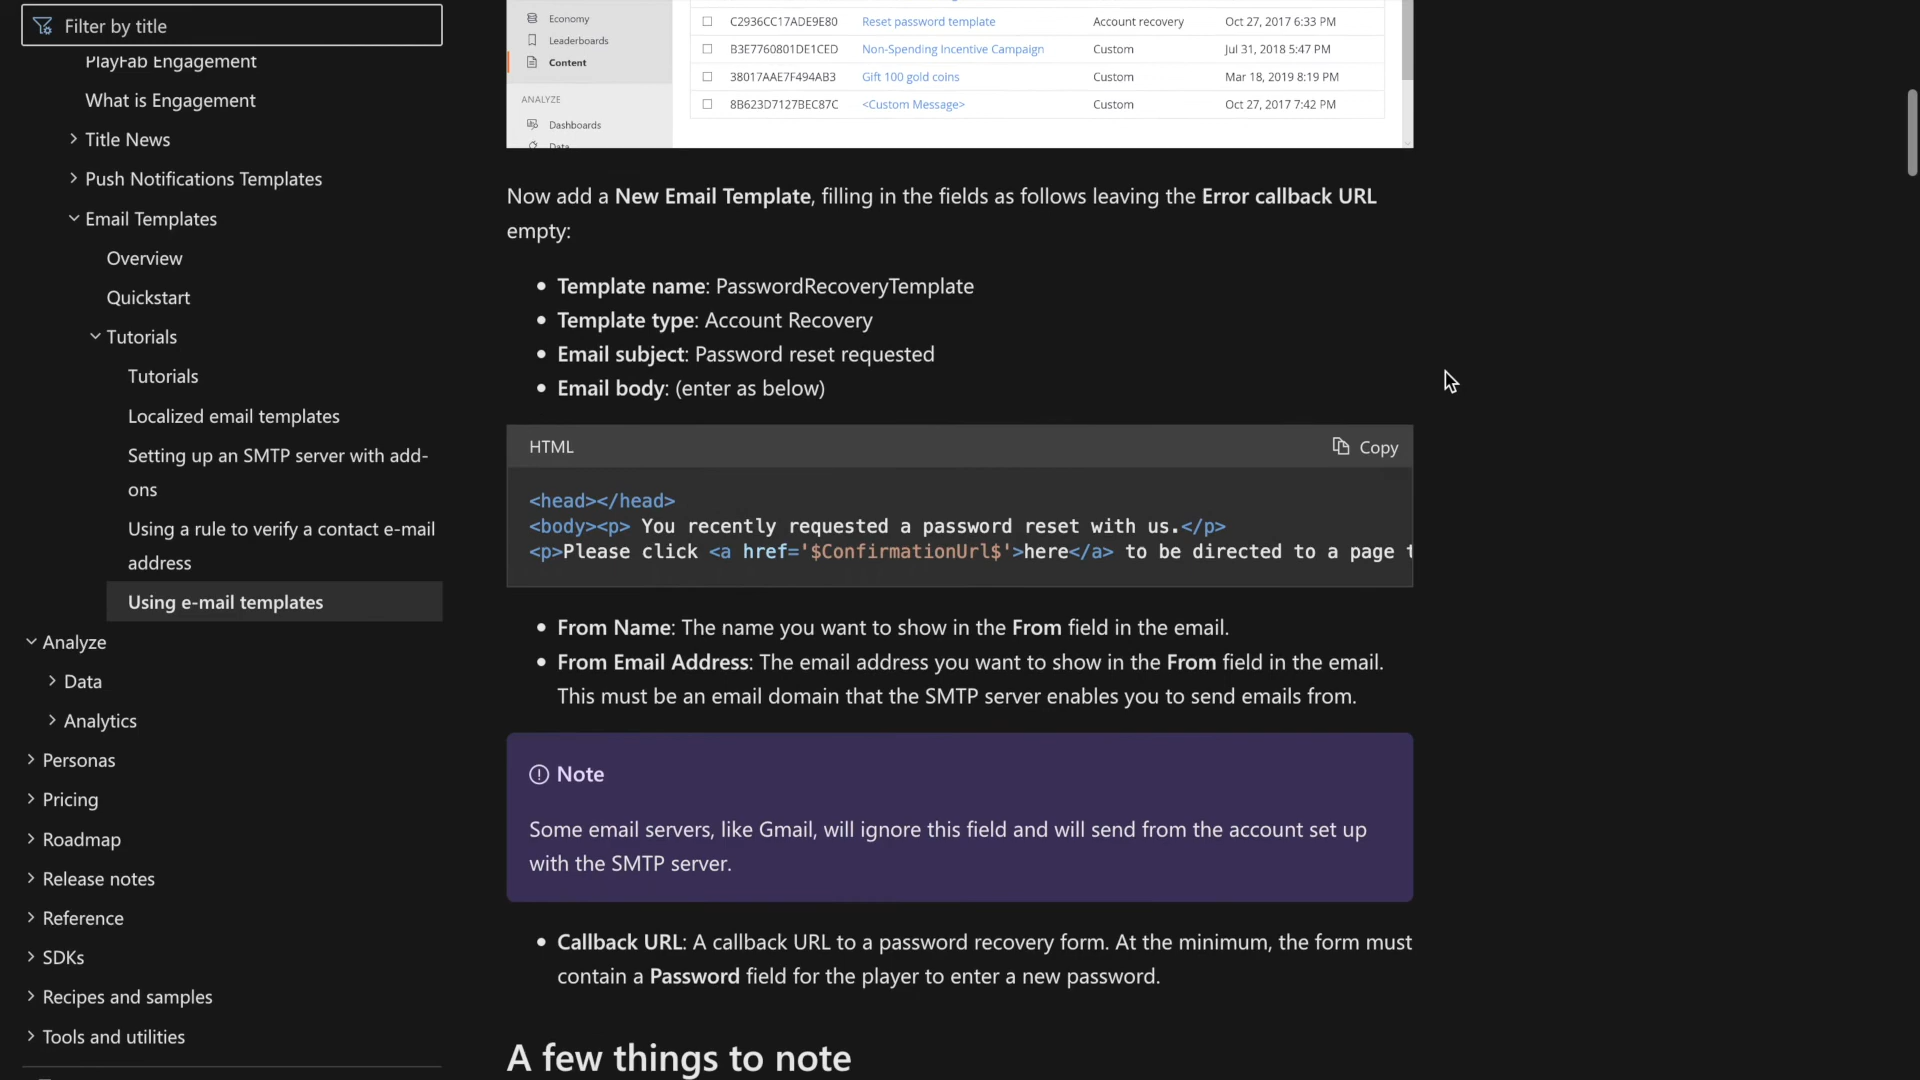 Filter by title
PlayFab Engagement
What is Engagement
Title News
Push Notifications Templates
Email Templates
Overview
Quickstart
Tutorials
Tutorials
Localized email templates
Setting up an SMTP server with add-
ons
Using a rule to verify a contact e-mail
address
Using e-mail templates
Analyze
Data
Analytics
Personas
Pricing
Roadmap
Release notes
Reference
SDKs
Recipes and samples
Tools and utilities
Economy
Leaderboards
Content
ANALYZE
Dashboards
Data
C2936CC17ADE9E80 Reset password template Account recovery Oct 27, 2017 6:33 PM
B3E7760801DE1CED Non-Spending Incentive Campaign Custom Jul 31, 2018 5:47 PM
38017AAE7F494AB3 Gift 100 gold coins Custom Mar 18, 2019 8:19 PM
8B623D7127BEC87C <Custom Message> Custom Oct 27, 2017 7:42 PM
Now add a New Email Template, filling in the fields as follows leaving the Error callback URL
empty:
• Template name: PasswordRecoveryTemplate
• Template type: Account Recovery
• Email subject: Password reset requested
• Email body: (enter as below)
HTML Copy
<head></head>
<body><p> You recently requested a password reset with us.</p>
<p>Please click <a href='$ConfirmationUrl$'>here</a> to be directed to a page
• From Name: The name you want to show in the From field in the email.
• From Email Address: The email address you want to show in the From field in the email.
This must be an email domain that the SMTP server enables you to send emails from.
Note
Some email servers, like Gmail, will ignore this field and will send from the account set up
with the SMTP server.
• Callback URL: A callback URL to a password recovery form. At the minimum, the form must
contain a Password field for the player to enter a new password.
A few things to note